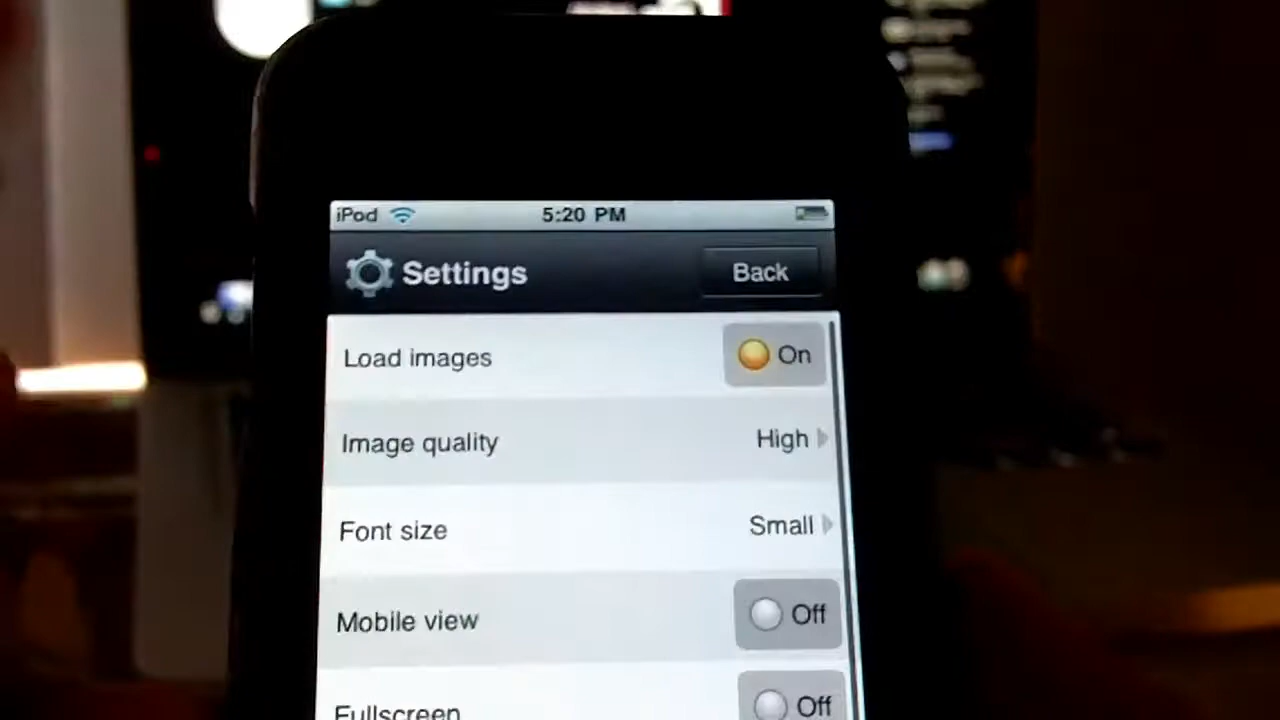 iPod 5:20 PM
Settings Back
Load images On
Image quality High
Font size Small
Mobile view Off
Fullscreen Off